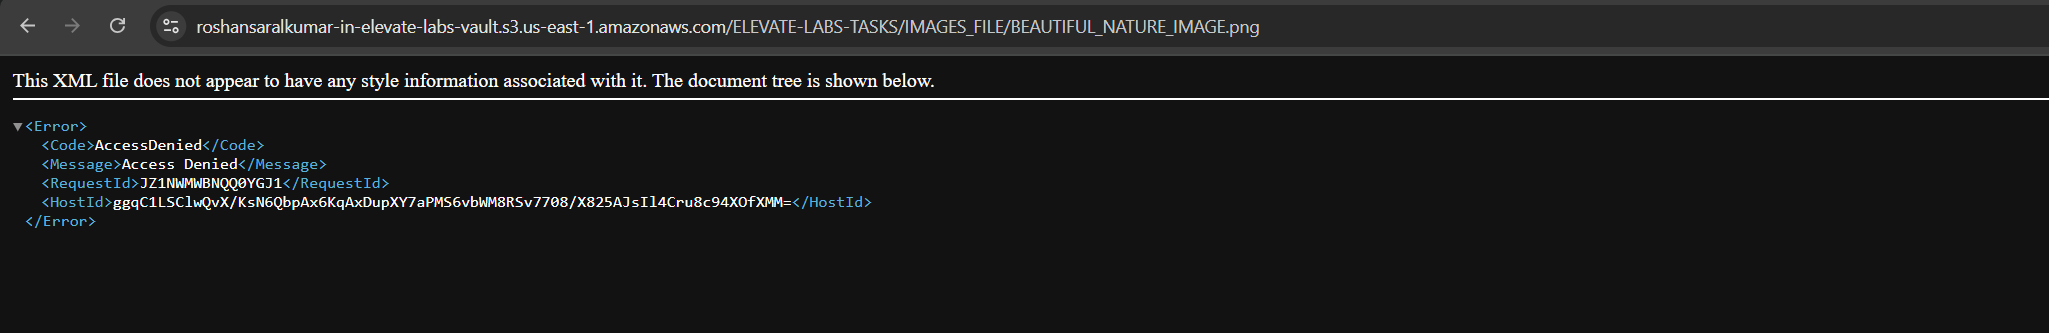 roshansaralkumar-in-elevate-labs-vault.s3.us-east-1.amazonaws.com/ELEVATE-LABS-TASKS/IMAGES_FILE/BEAUTIFUL_NATURE_IMAGE.png
This XML file does not appear to have any style information associated with it. The document tree is shown below.
<Error>
<Code>AccessDenied</Code>
<Message>Access Denied</Message>
<RequestId>JZ1NWMWBNQQ0YGJ1</RequestId>
<HostId>ggqC1LSClwQvX/KsN6QbpAx6KqAxDupXY7aPMS6vbWM8RSv7708/X825AJsIl4Cru8c94XOfXMM=</HostId>
</Error>